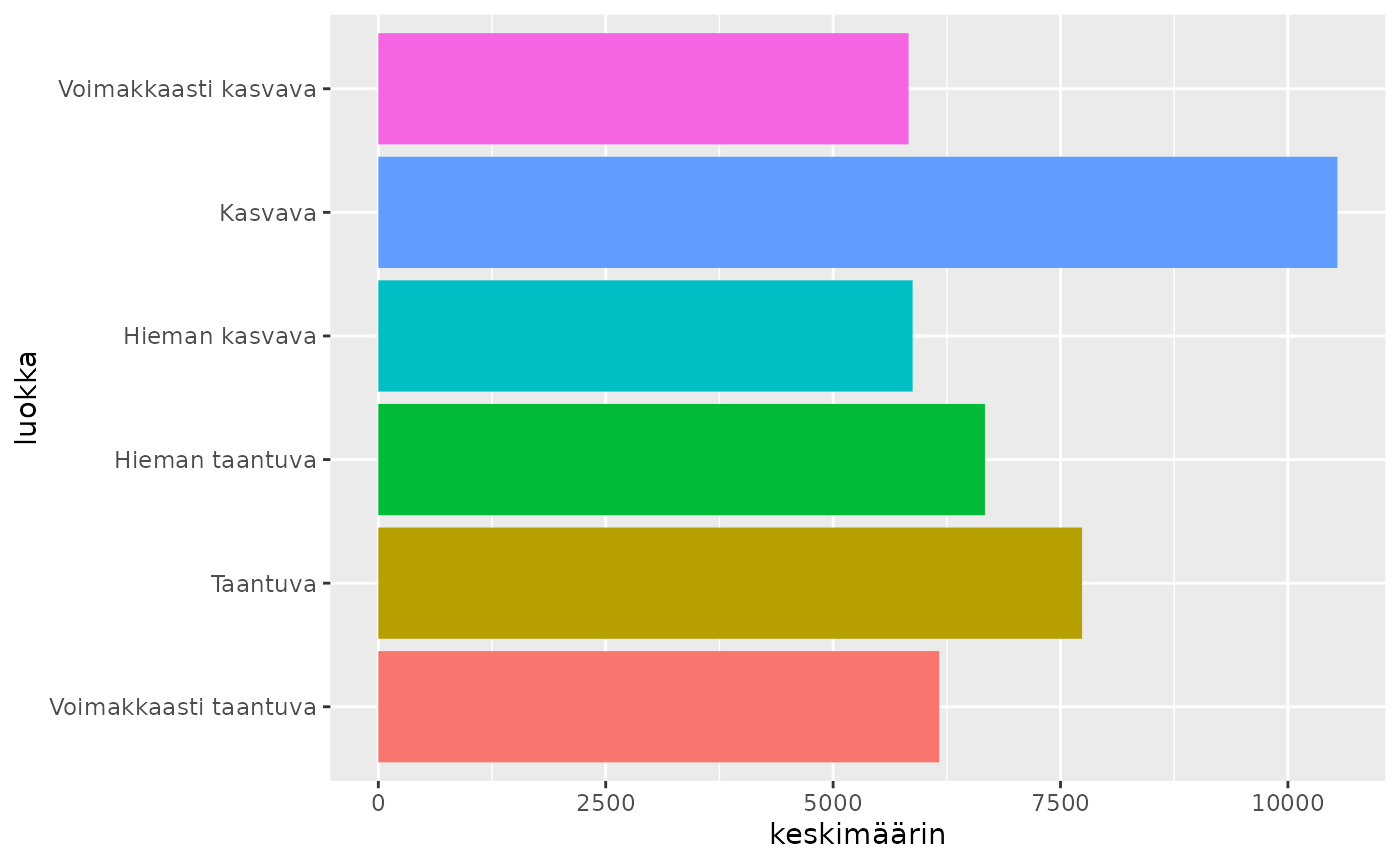 Voimakkaasti kasvava
Kasvava
Hieman kasvava
Hieman taantuva
Taantuva
Voimakkaasti taantuva
luokka
0 2500 5000 7500 10000
keskimäärin